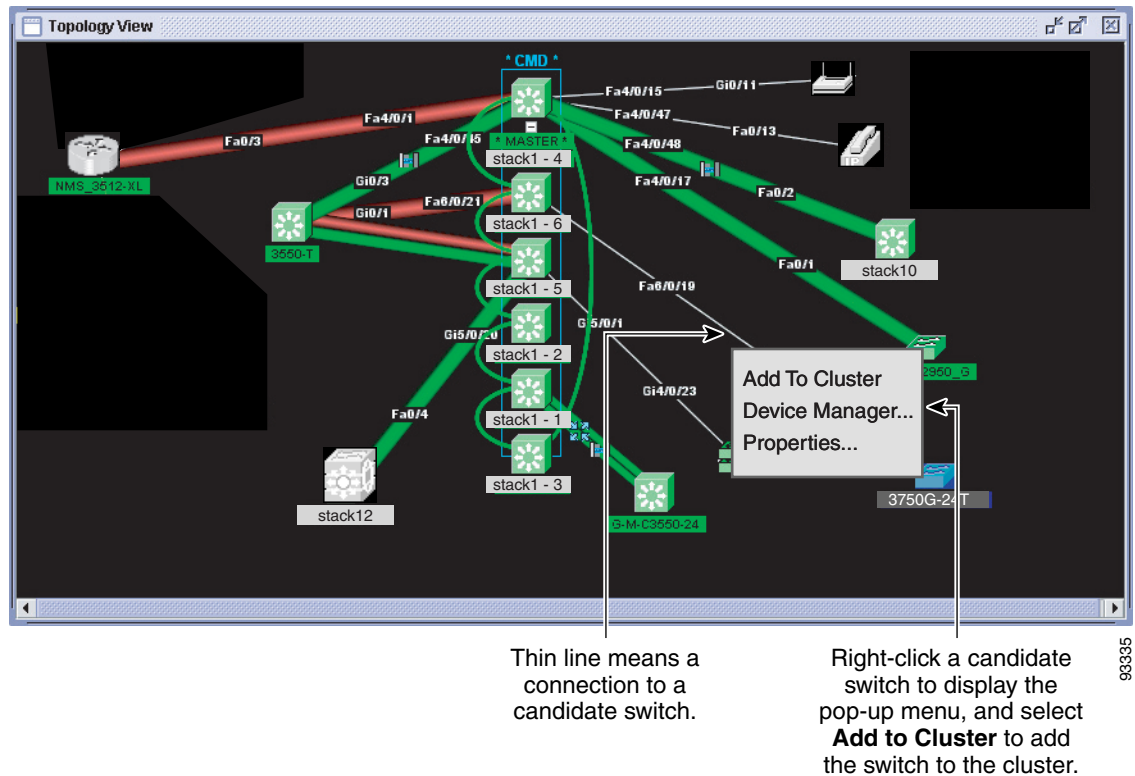 Topology View
* CMD *
Fa4/0/15
Gi0/11
Fa4/0/1
Fa4/0/47
Fa0/3
Fa4/0/45
* MASTER *
Fa4/0/48
Fa0/13
IP
stack1 - 4
NMS_3512-XL
Gi0/3
Fa4/0/17
Fa0/2
Fa6/0/21
Gi0/1
stack1 - 6
3550-T
Fa0/1
stack10
stack1 - 5
Fa6/0/19
Gi5/0/20
Gi5/0/1
stack1 - 2
2950_G
Add To Cluster
Device Manager...
Properties...
Gi4/0/23
Fa0/4
stack1 - 1
stack1 - 3
3750G-24T
stack12
G-M-C3550-24
Thin line means a
connection to a
candidate switch.
Right-click a candidate
switch to display the
pop-up menu, and select
Add to Cluster to add
the switch to the cluster.
93335